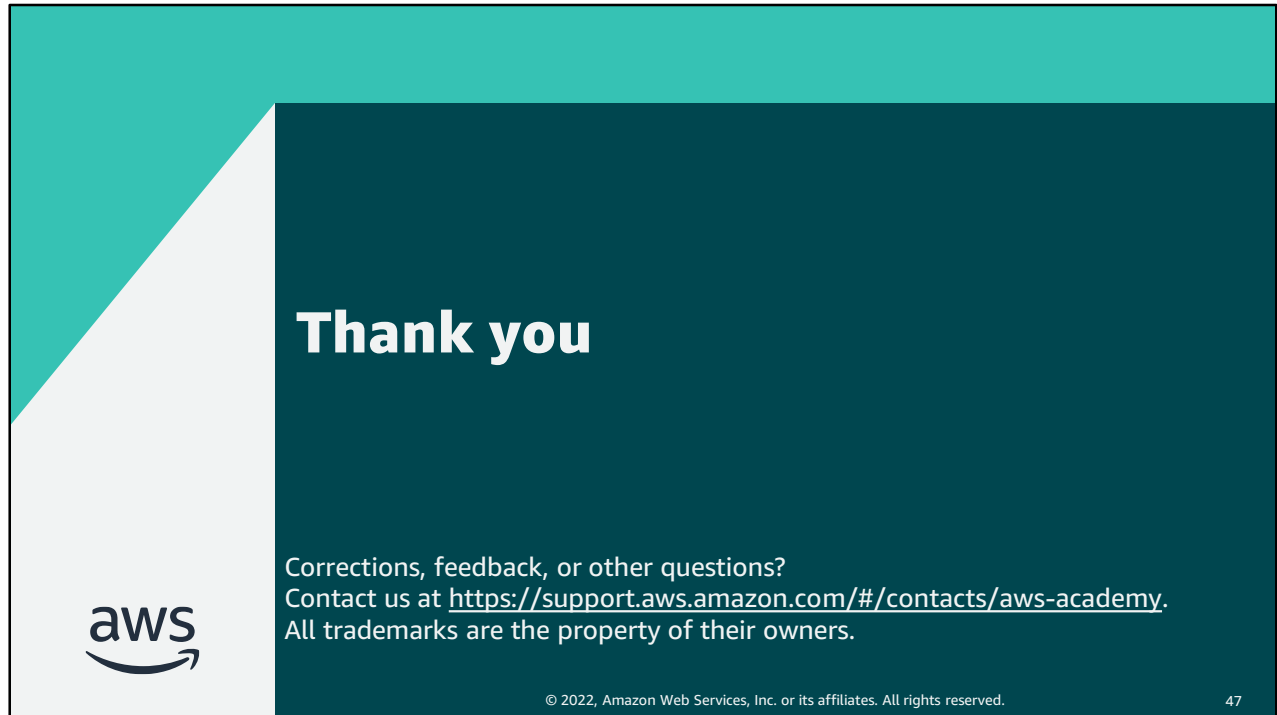 Thank you
Corrections, feedback, or other questions?
Contact us at https://support.aws.amazon.com/#/contacts/aws-academy.
All trademarks are the property of their owners.
aws
© 2022, Amazon Web Services, Inc. or its affiliates. All rights reserved.
47